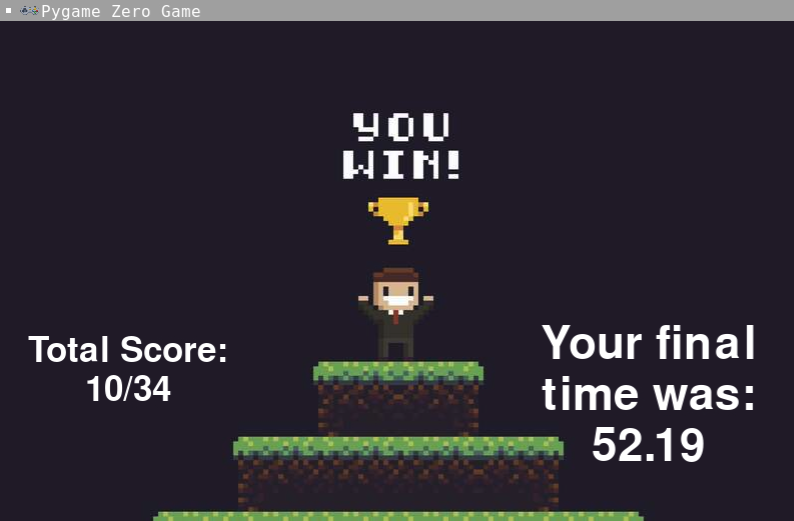 Pygame Zero Game
YOU
WIN!
Total Score:
10/34
Your final
time was:
52.19